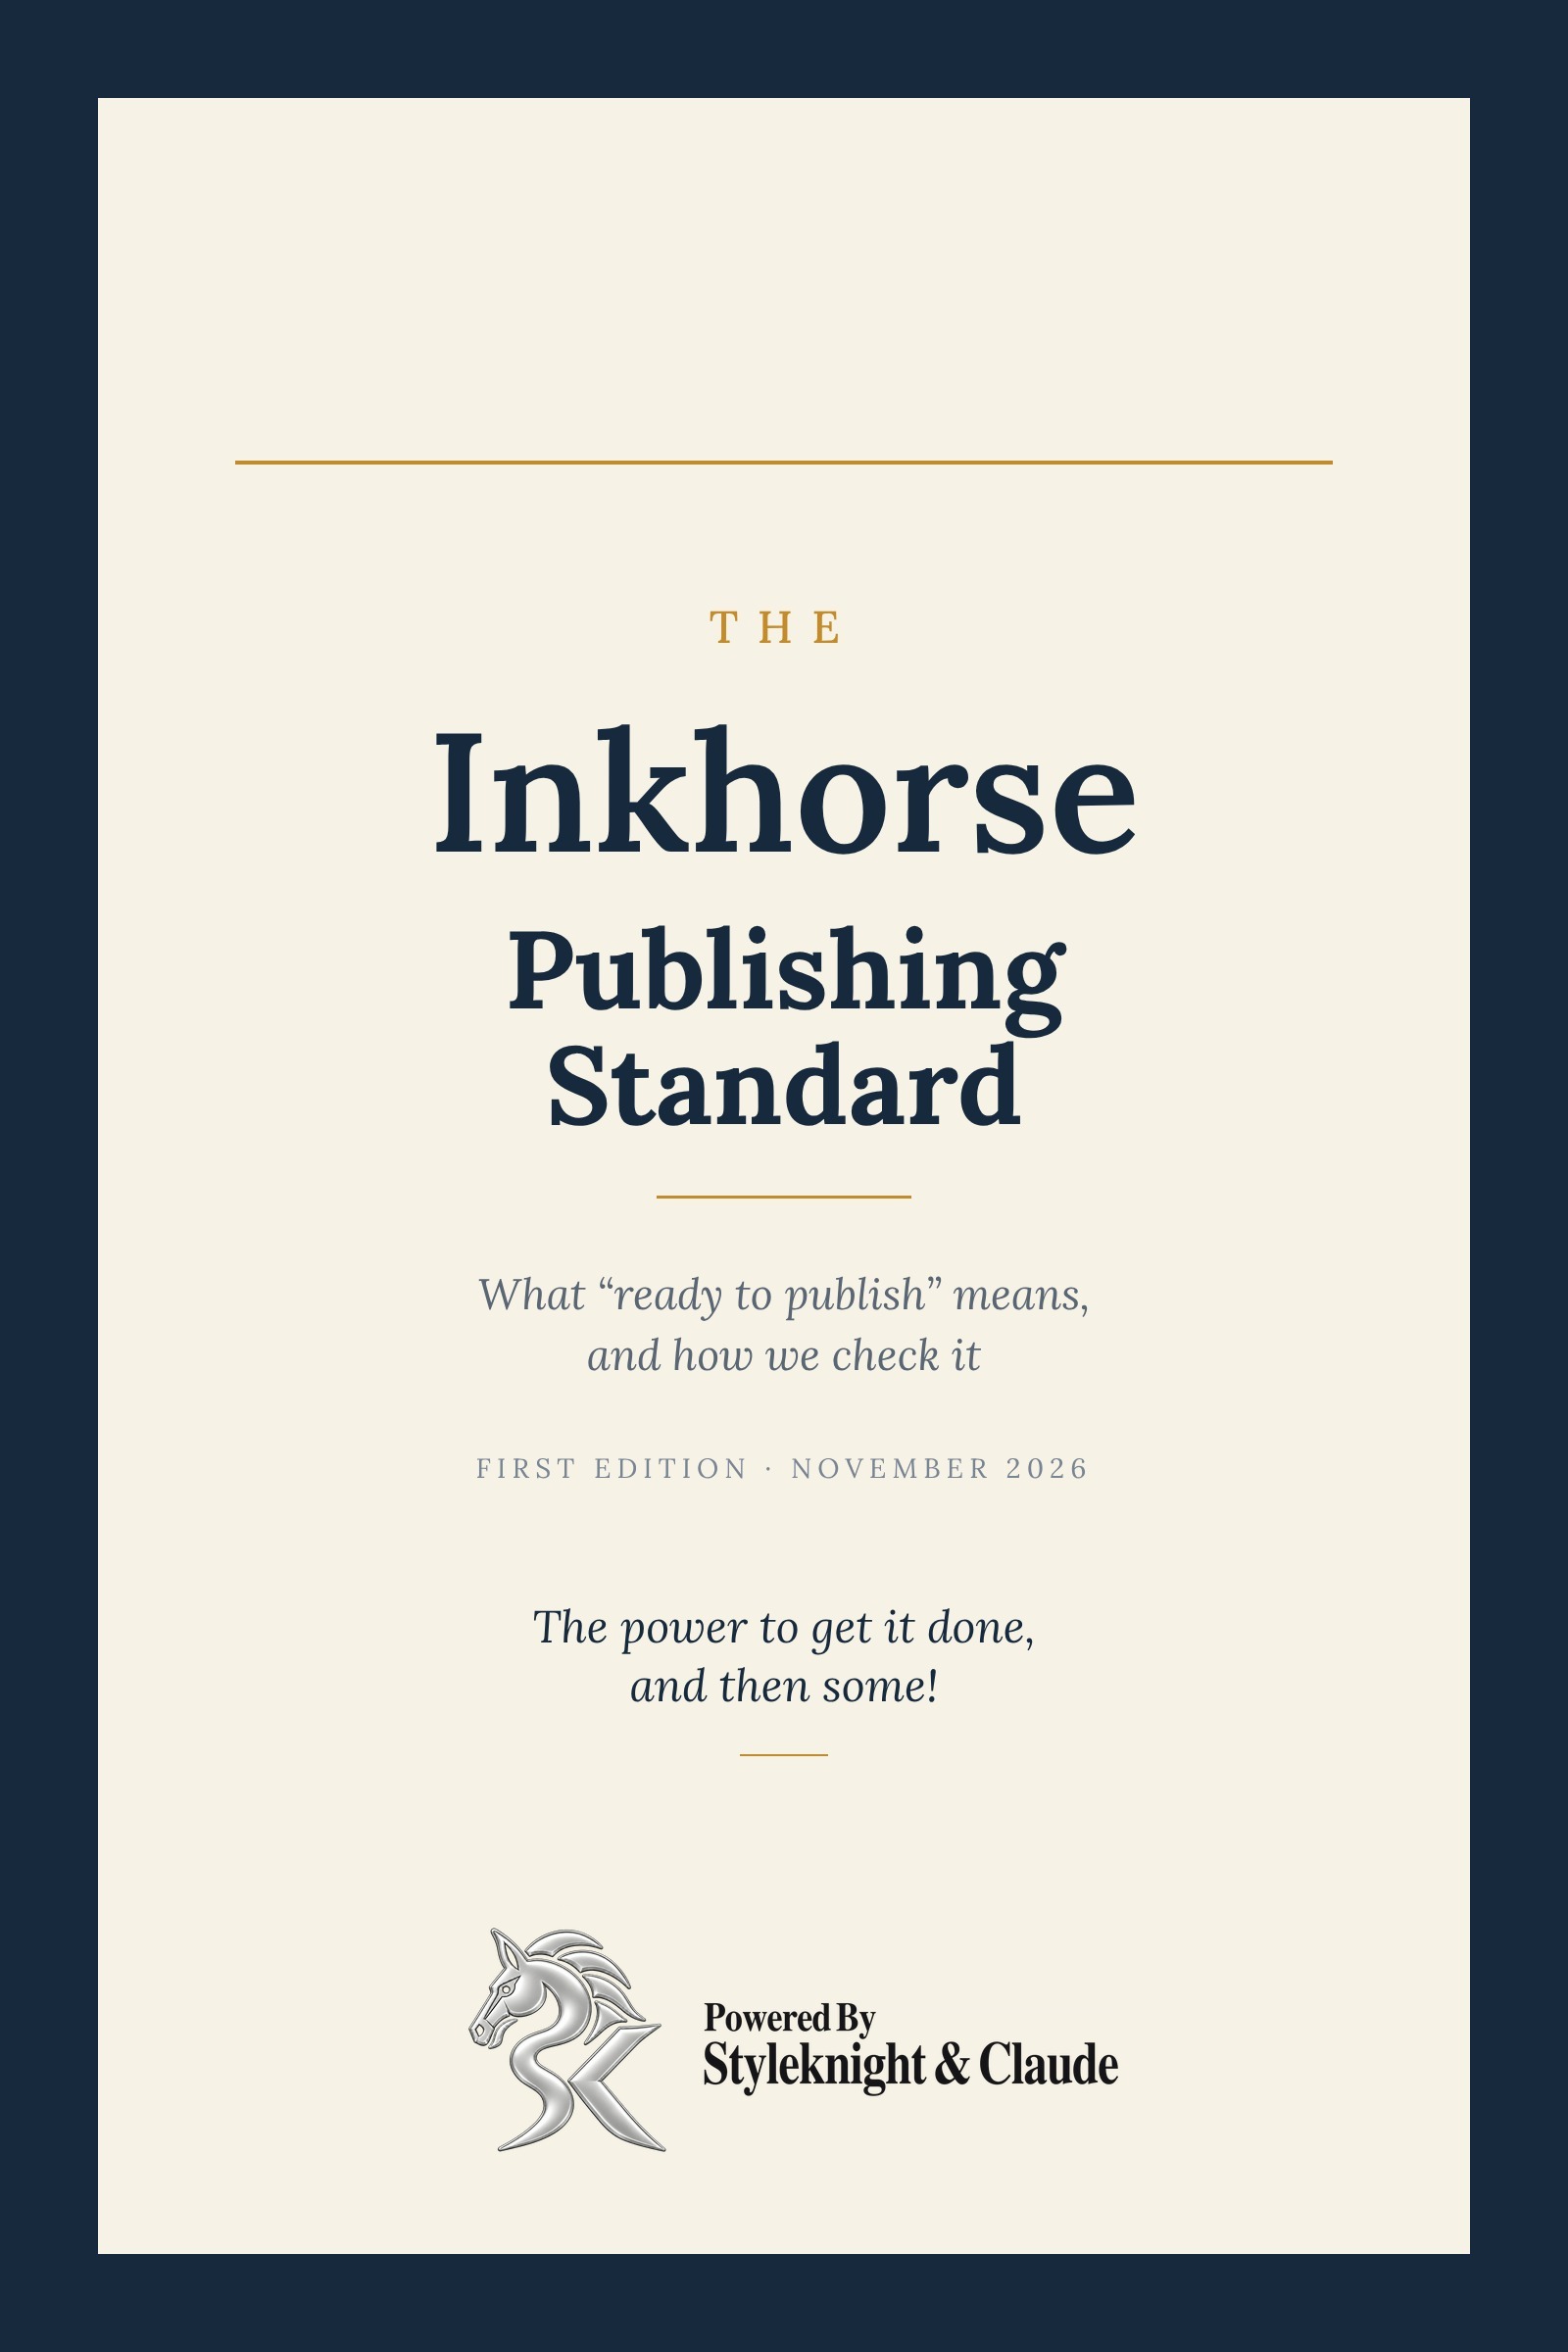 THE
Inkhorse
Publishing
Standard
What “ready to publish” means,
and how we check it
FIRST EDITION · NOVEMBER 2026
The power to get it done,
and then some!
SK
Powered By
Styleknight & Claude